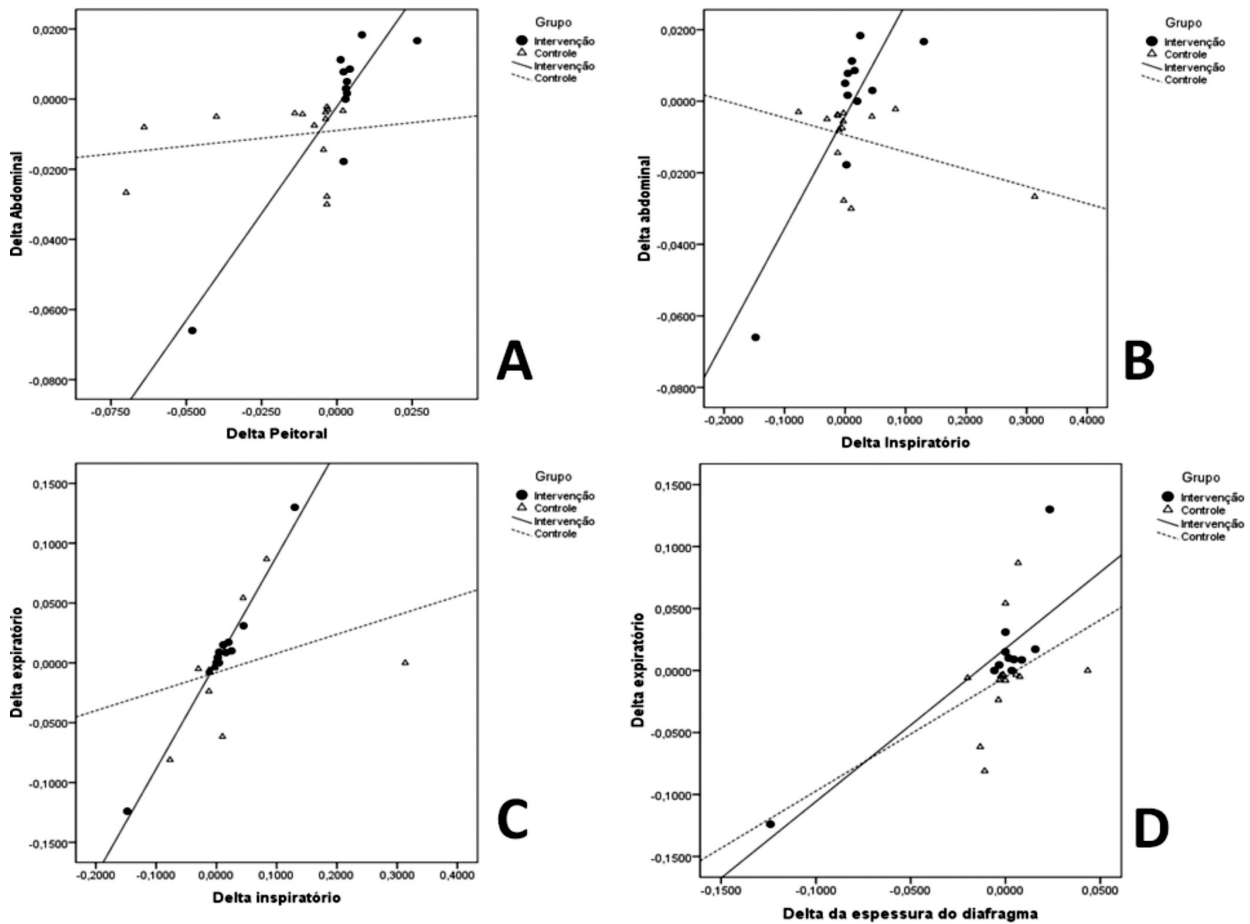 Grupo
Intervenção
Controle
Intervenção
Controle
Delta Abdominal
0,0200
0,0000
-0,0200
-0,0400
-0,0600
-0,0800
-0,0750
-0,0500
-0,0250
0,0000
0,0250
Delta Peitoral
A
Grupo
Intervenção
Controle
Intervenção
Controle
Delta abdominal
0,0200
0,0000
-0,0200
-0,0400
-0,0600
-0,0800
-0,2000
-0,1000
0,0000
0,1000
0,2000
0,3000
0,4000
Delta Inspiratório
B
Grupo
Intervenção
Controle
Intervenção
Controle
Delta expiratório
0,1500
0,1000
0,0500
0,0000
-0,0500
-0,1000
-0,1500
-0,2000
-0,1000
0,0000
0,1000
0,2000
0,3000
0,4000
Delta inspiratório
C
Grupo
Intervenção
Controle
Intervenção
Controle
Delta expiratório
0,1500
0,1000
0,0500
0,0000
-0,0500
-0,1000
-0,1500
-0,1500
-0,1000
-0,0500
0,0000
0,0500
Delta da espessura do diafragma
D